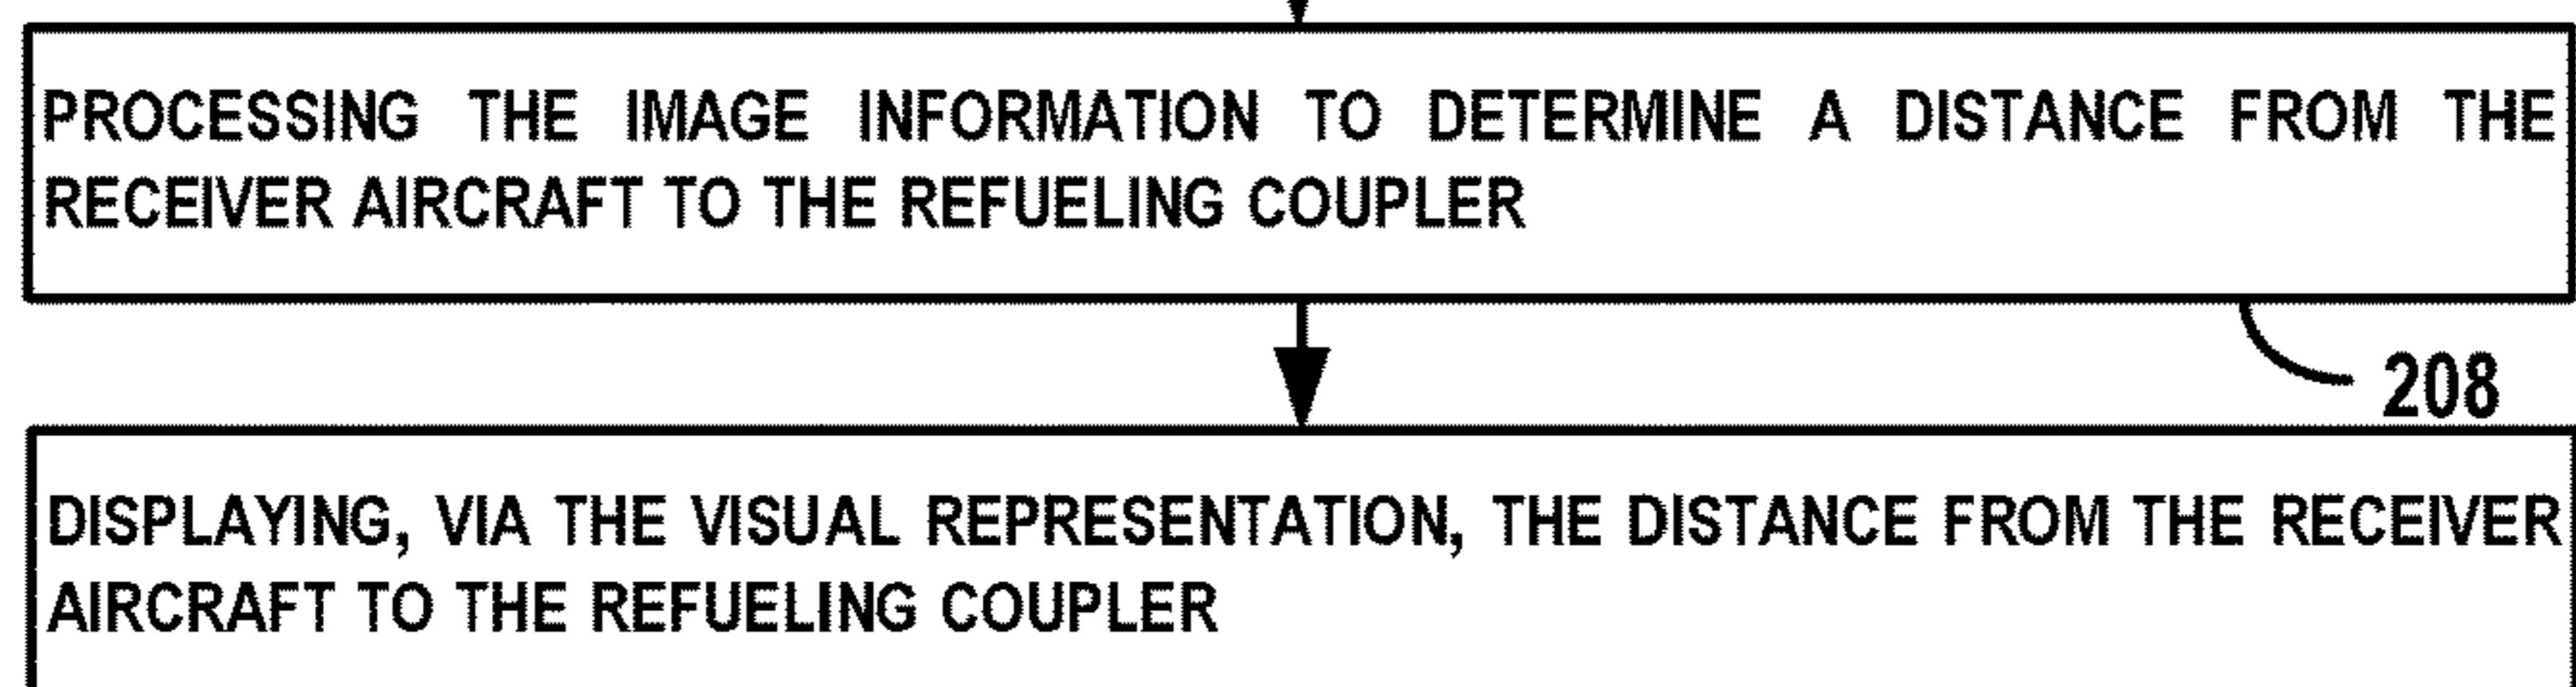 PROCESSING THE IMAGE INFORMATION TO DETERMINE A DISTANCE FROM THE
RECEIVER AIRCRAFT TO THE REFUELING COUPLER
208
DISPLAYING, VIA THE VISUAL REPRESENTATION, THE DISTANCE FROM THE RECEIVER
AIRCRAFT TO THE REFUELING COUPLER